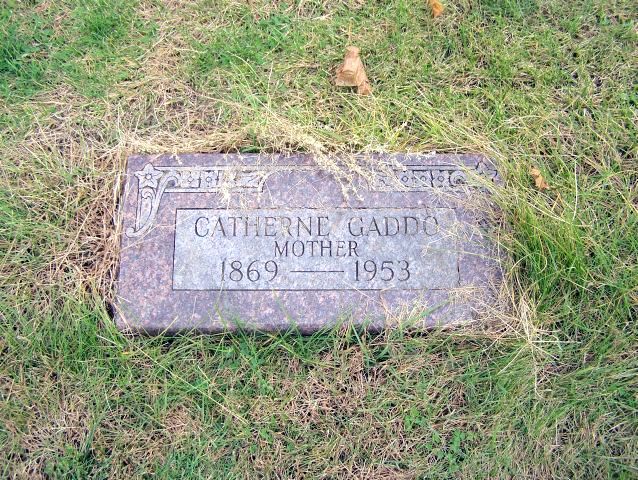 CATHERNE GADDO
MOTHER
1869 — 1953